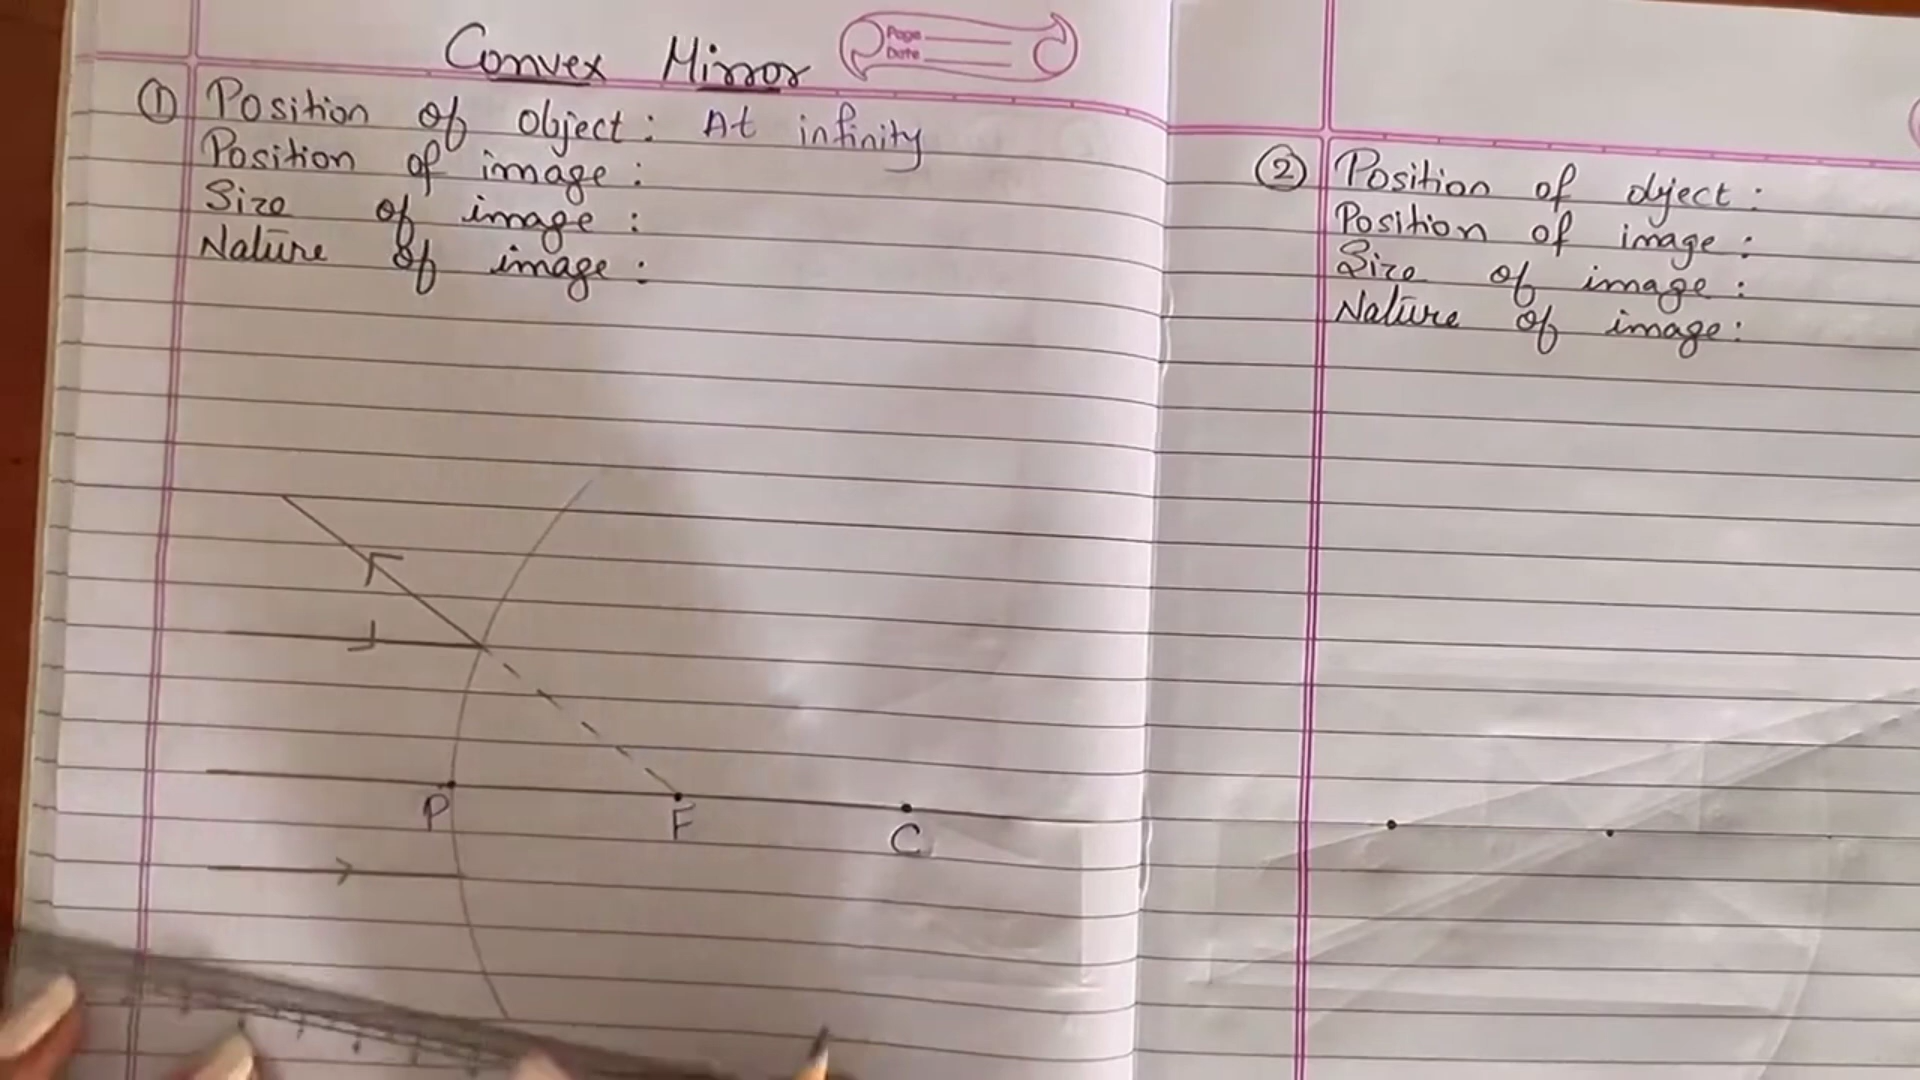 Convex Mirror
Page
Date
① Position of object: At infinity
Position of image:
Size of image:
Nature of image:
② Position of object:
Position of image:
Size of image:
Nature of image:
P
F
C